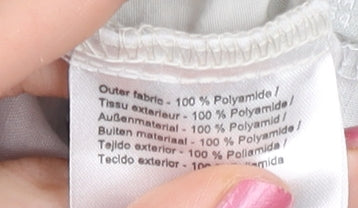 Outer fabric - 100 % Polyamide /
Tissu exterieur - 100 % Polyamide /
Außenmaterial - 100 % Polyamid /
Buiten materiaal - 100 % Polyamide /
Tejido exterior - 100 % Poliamida /
Tecido exterior - 100 %